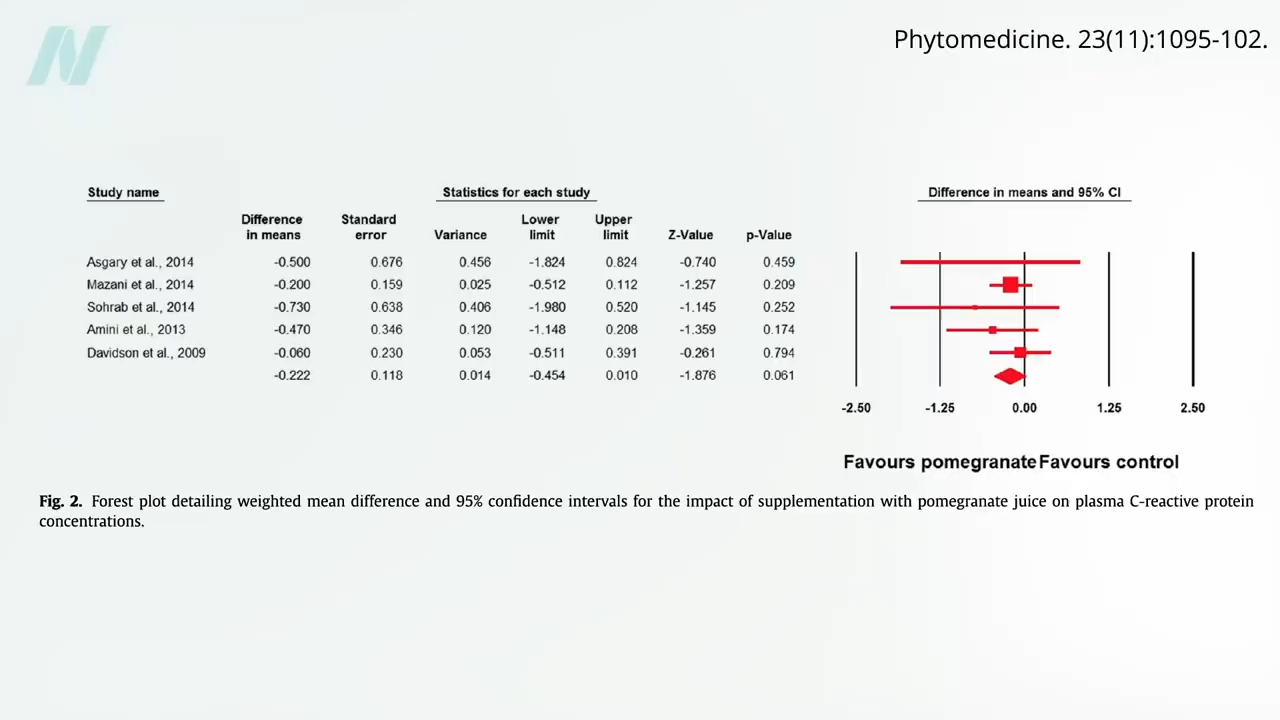 Phytomedicine. 23(11):1095-102.
Study name Statistics for each study Difference in means and 95% CI
Difference in means Standard error Variance Lower limit Upper limit Z-Value p-Value
Asgary et al., 2014 -0.500 0.676 0.456 -1.824 0.824 -0.740 0.459
Mazani et al., 2014 -0.200 0.159 0.025 -0.512 0.112 -1.257 0.209
Sohrab et al., 2014 -0.730 0.638 0.406 -1.980 0.520 -1.145 0.252
Amini et al., 2013 -0.470 0.346 0.120 -1.148 0.208 -1.359 0.174
Davidson et al., 2009 -0.060 0.230 0.053 -0.511 0.391 -0.261 0.794
-0.222 0.118 0.014 -0.454 0.010 -1.876 0.061
-2.50 -1.25 0.00 1.25 2.50
Favours pomegranate Favours control
Fig. 2. Forest plot detailing weighted mean difference and 95% confidence intervals for the impact of supplementation with pomegranate juice on plasma C-reactive protein
concentrations.